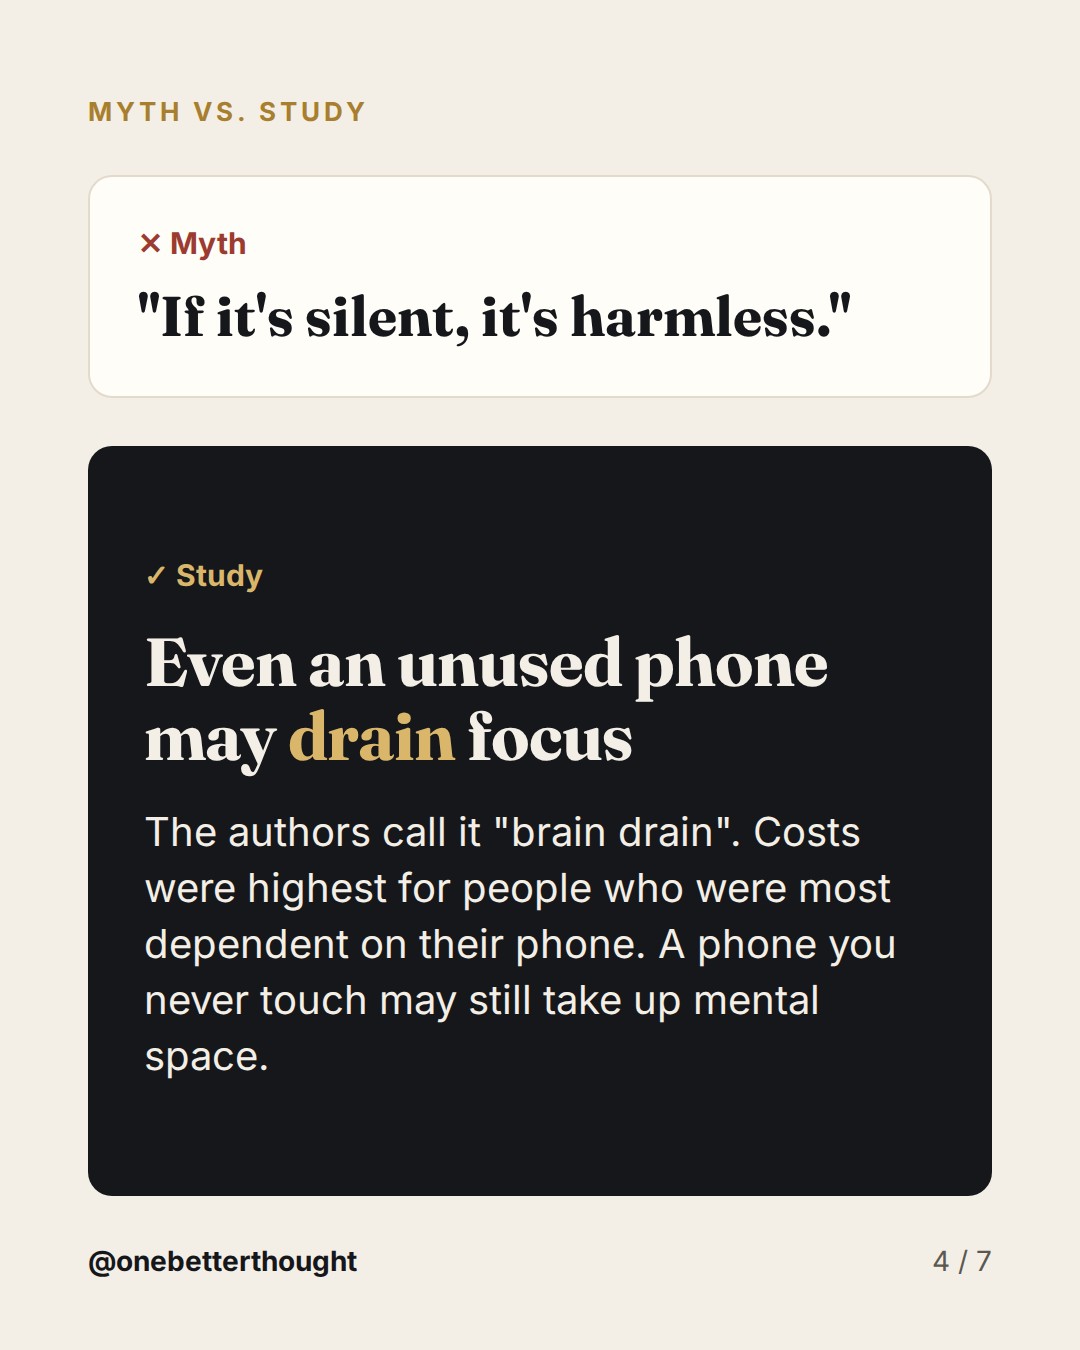 MYTH VS. STUDY
✕ Myth
"If it's silent, it's harmless."
✓ Study
Even an unused phone
may drain focus
The authors call it "brain drain". Costs
were highest for people who were most
dependent on their phone. A phone you
never touch may still take up mental
space.
@onebetterthought
4 / 7